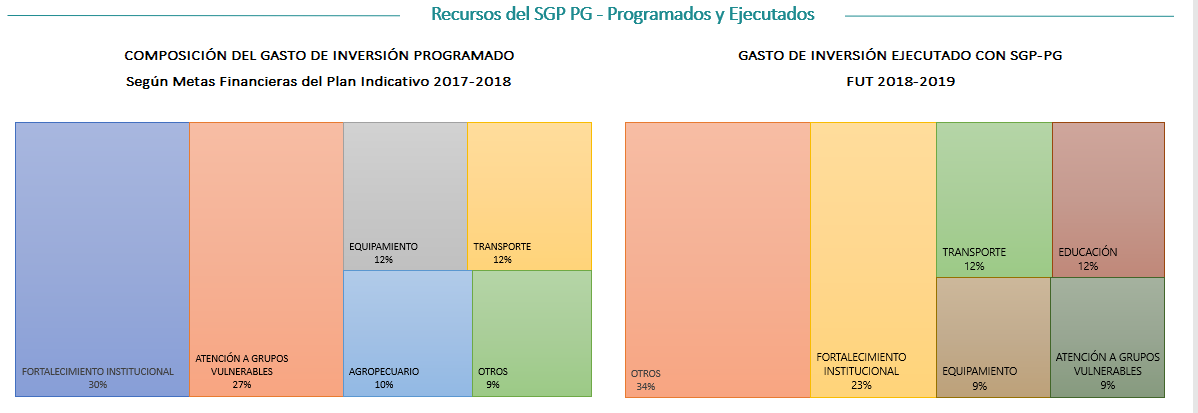 Recursos del SGP PG - Programados y Ejecutados
COMPOSICIÓN DEL GASTO DE INVERSIÓN PROGRAMADO
Según Metas Financieras del Plan Indicativo 2017-2018
FORTALECIMIENTO INSTITUCIONAL
30%
ATENCIÓN A GRUPOS
VULNERABLES
27%
EQUIPAMIENTO
12%
TRANSPORTE
12%
AGROPECUARIO
10%
OTROS
9%
GASTO DE INVERSIÓN EJECUTADO CON SGP-PG
FUT 2018-2019
OTROS
34%
FORTALECIMIENTO
INSTITUCIONAL
23%
TRANSPORTE
12%
EDUCACIÓN
12%
EQUIPAMIENTO
9%
ATENCIÓN A GRUPOS
VULNERABLES
9%